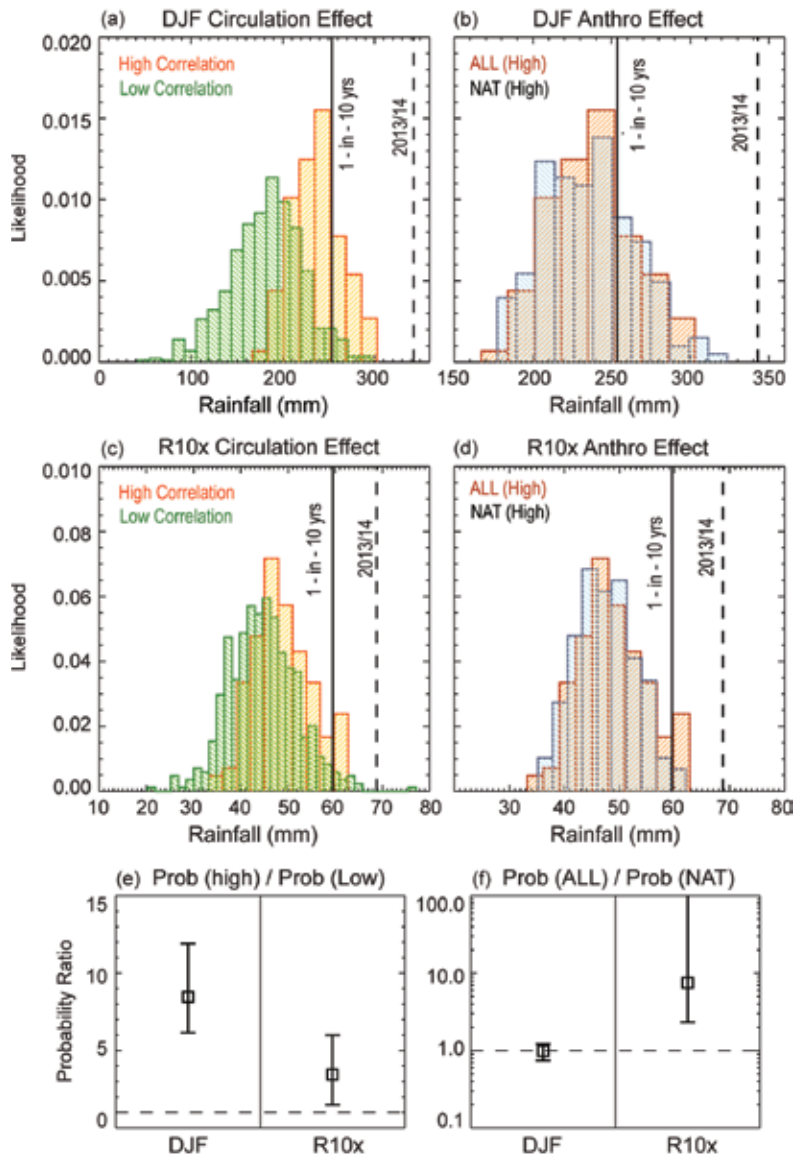 (a) DJF Circulation Effect
(b) DJF Anthro Effect
0.020
0.015
0.010
0.005
0.000
Likelihood
High Correlation
Low Correlation
1 - in - 10 yrs
2013/14
ALL (High)
NAT (High)
1 - in - 10 yrs
2013/14
0 100 200 300
150 200 250 300 350
Rainfall (mm)
Rainfall (mm)
(c) R10x Circulation Effect
(d) R10x Anthro Effect
0.010
0.08
0.06
0.04
0.02
0.00
Likelihood
High Correlation
Low Correlation
1 - in - 10 yrs
2013/14
ALL (High)
NAT (High)
1 - in - 10 yrs
2013/14
10 20 30 40 50 60 70 80
30 40 50 60 70 80
Rainfall (mm)
Rainfall (mm)
(e) Prob (high) / Prob (Low)
(f) Prob (ALL) / Prob (NAT)
15
10
5
0
Probability Ratio
100.0
10.0
1.0
0.1
DJF R10x
DJF R10x